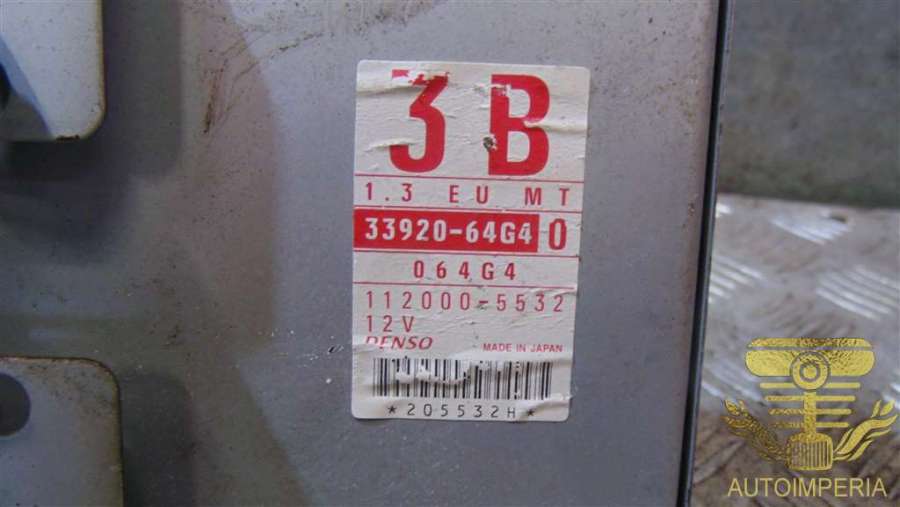 3B
1.3 EU MT
33920-64G4 0
064G4
112000-5532
12V
DENSO MADE IN JAPAN
*205532H*
AUTOIMPERIA